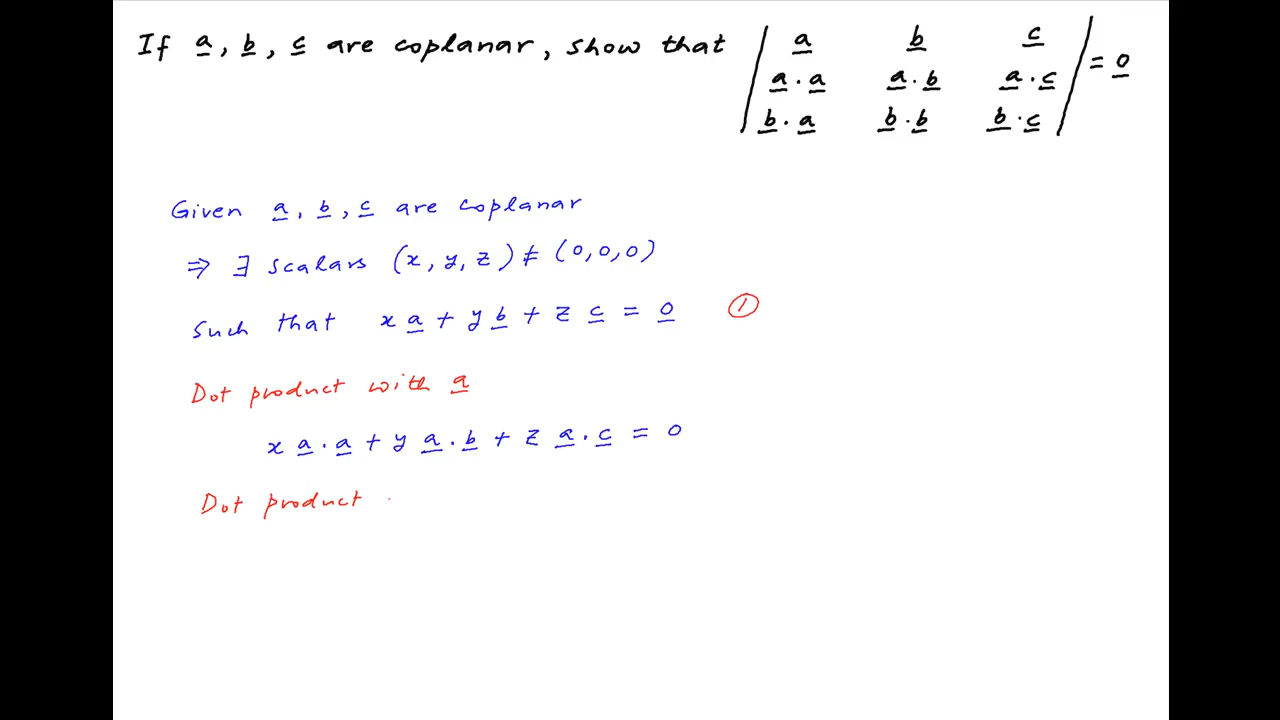 If a, b, c are coplanar, show that | a b c |
| a·a a·b a·c | = 0
| b·a b·b b·c |
Given a, b, c are coplanar
⇒ ∃ scalars (x, y, z) ≠ (0, 0, 0)
Such that x a + y b + z c = 0 ①
Dot product with a
x a·a + y a·b + z a·c = 0
Dot product